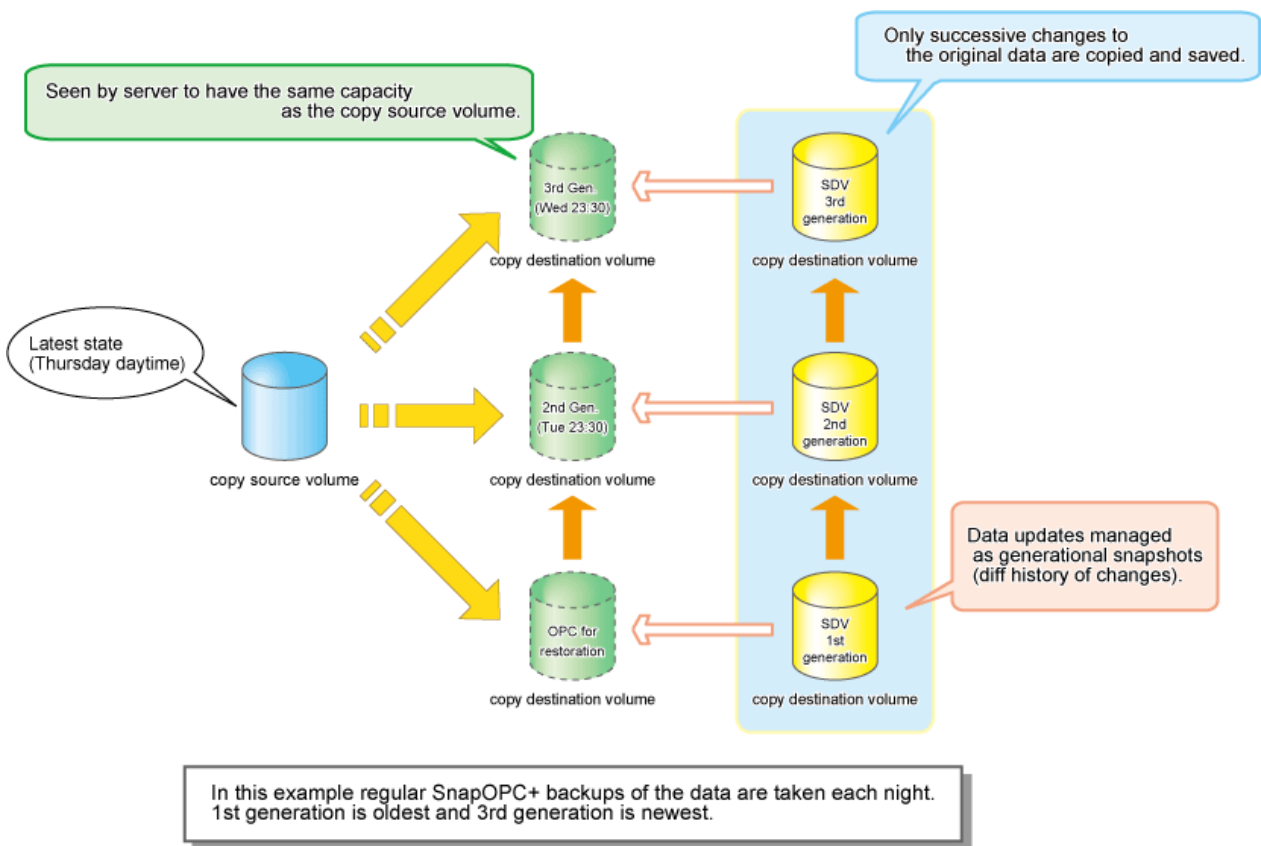 Only successive changes to
the original data are copied and saved.
Seen by server to have the same capacity
as the copy source volume.
3rd Gen.
(Wed 23:30)
copy destination volume
SDV
3rd
generation
copy destination volume
Latest state
(Thursday daytime)
copy source volume
2nd Gen.
(Tue 23:30)
copy destination volume
SDV
2nd
generation
copy destination volume
Data updates managed
as generational snapshots
(diff history of changes).
OPC for
restoration
copy destination volume
SDV
1st
generation
copy destination volume
In this example regular SnapOPC+ backups of the data are taken each night.
1st generation is oldest and 3rd generation is newest.